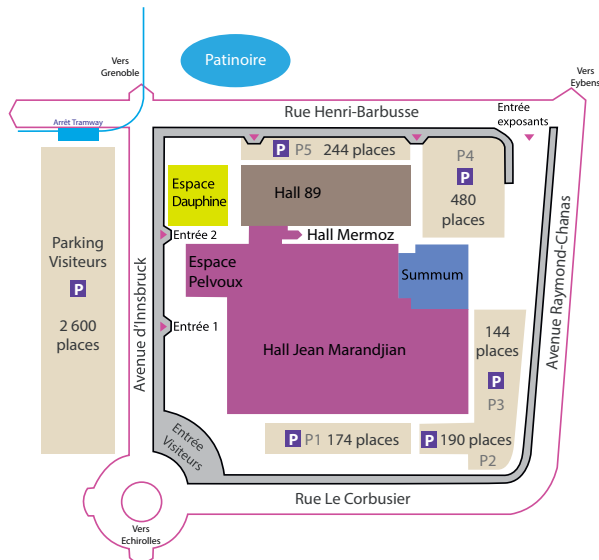 Vers
Grenoble
Patinoire
Vers
Eybens
Arrêt Tramway
Rue Henri-Barbusse
Entrée
exposants
P P5 244 places
P4
P
480
places
Espace
Dauphine
Hall 89
Entrée 2
Hall Mermoz
Parking
Visiteurs
P
2 600
places
Espace
Pelvoux
Summum
Avenue d'Innsbruck
Avenue Raymond-Chanas
Entrée 1
Hall Jean Marandjian
144
places
P
P3
Entrée
Visiteurs
P P1 174 places
P 190 places
P2
Rue Le Corbusier
Vers
Echirolles